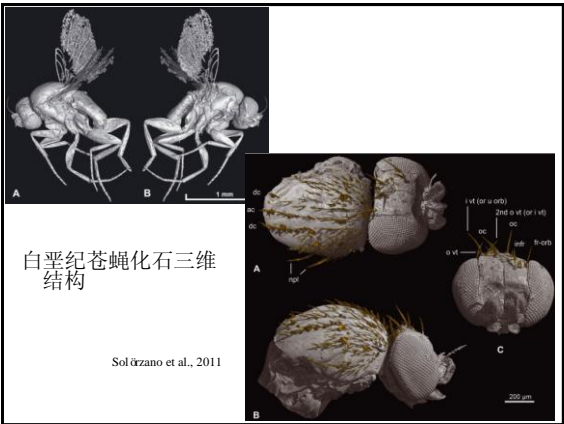 A
B
1 mm
i vt (or u orb)
2nd o vt (or i vt)
oc
oc
infr
fr-orb
o vt
dc
ac
dc
A
npl
C
白垩纪苍蝇化石三维
结构
Solórzano et al., 2011
200 µm
B